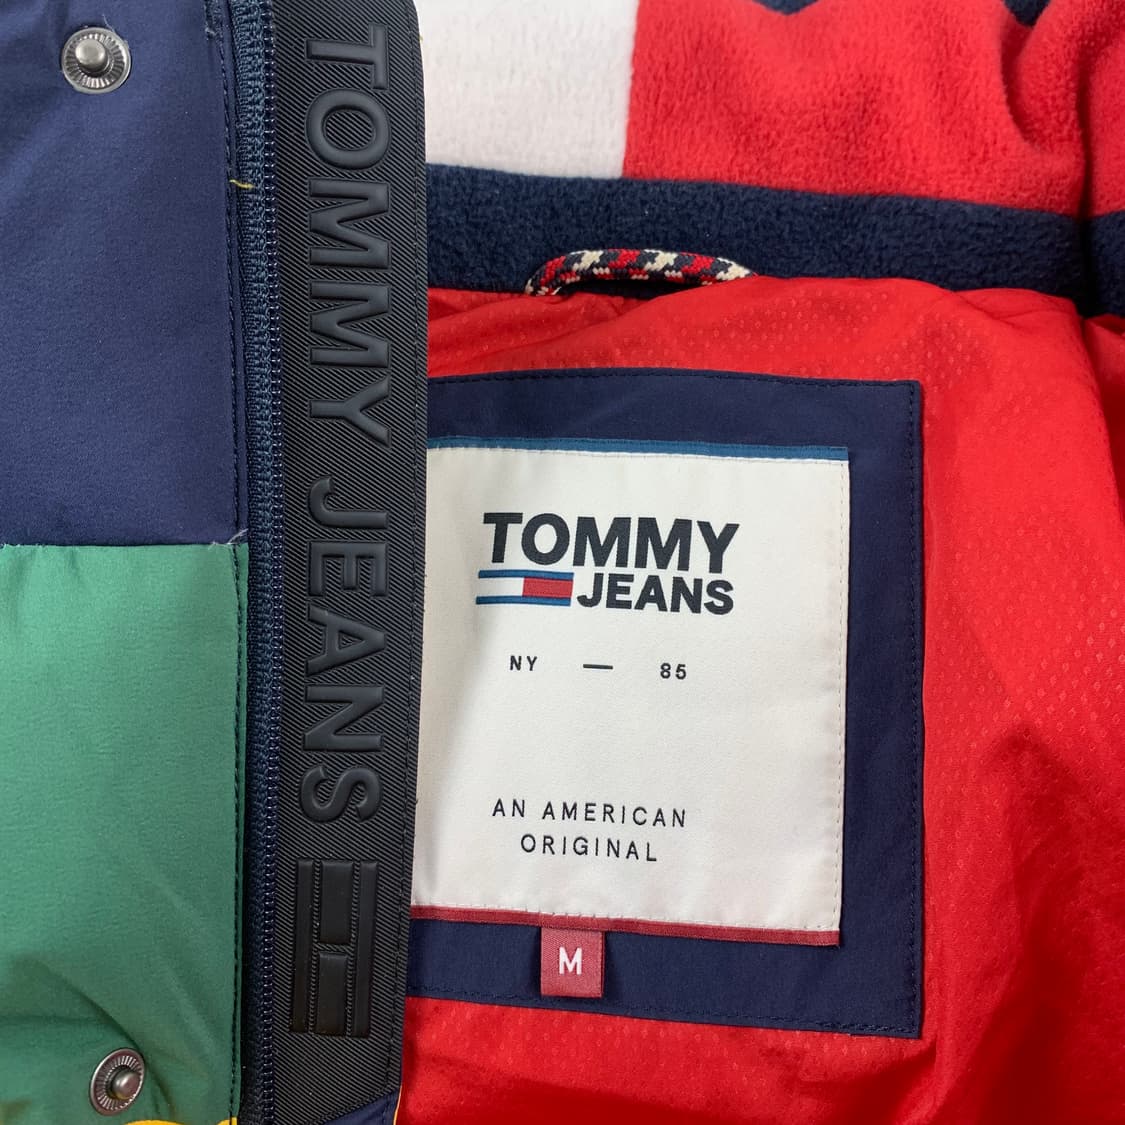 TOMMY JEANS
TOMMY
JEANS
NY — 85
AN AMERICAN
ORIGINAL
M